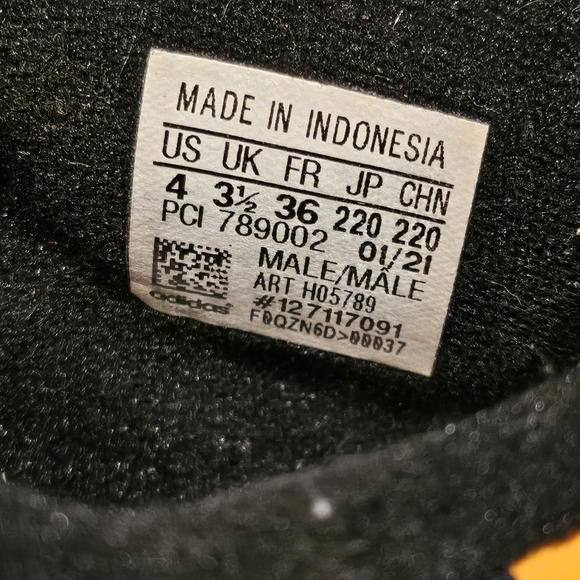 MADE IN INDONESIA
US UK FR JP CHN
4 3½ 36 220 220
PCI 789002 01/21
MALE/MÂLE
ART H05789
#127117091
adidas F0QZN6D>00037